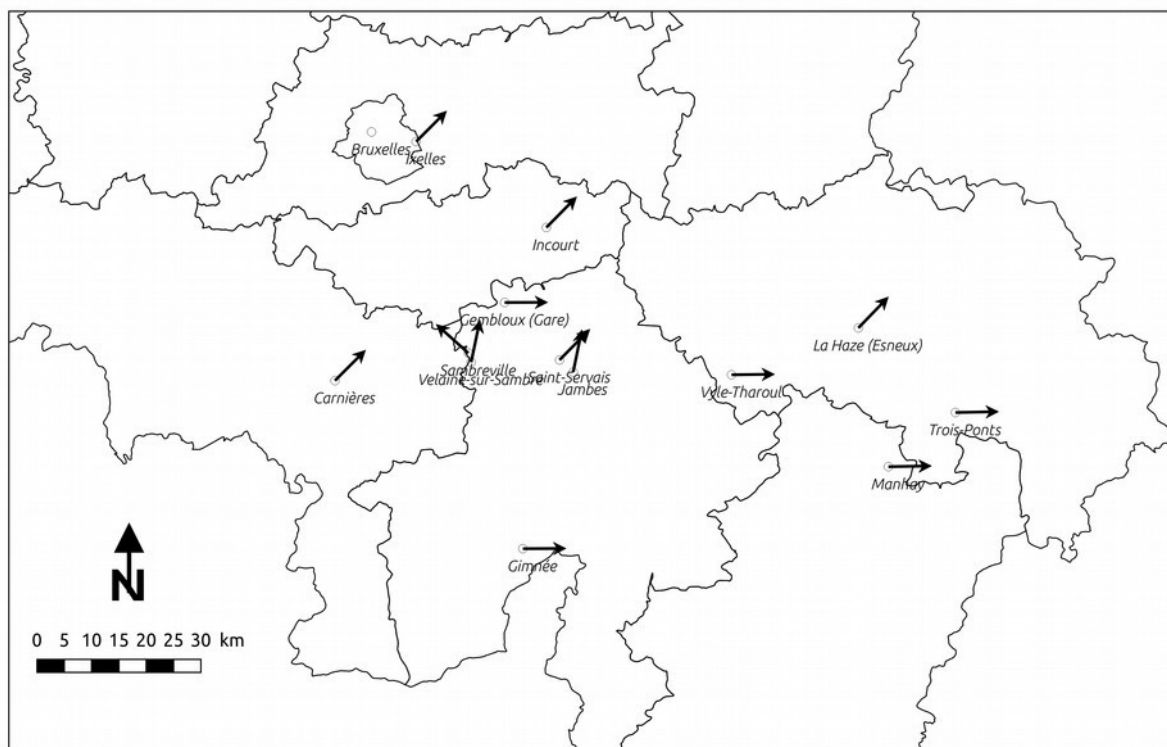 Bruxelles
Ixelles
Incourt
Gembloux (Gare)
La Haze (Esneux)
Sambreville
Velaine-sur-Sambre
Saint-Servais
Jambes
Carnières
Vyle-Tharoul
Trois-Ponts
Manhay
Gimnée
N
0 5 10 15 20 25 30 km